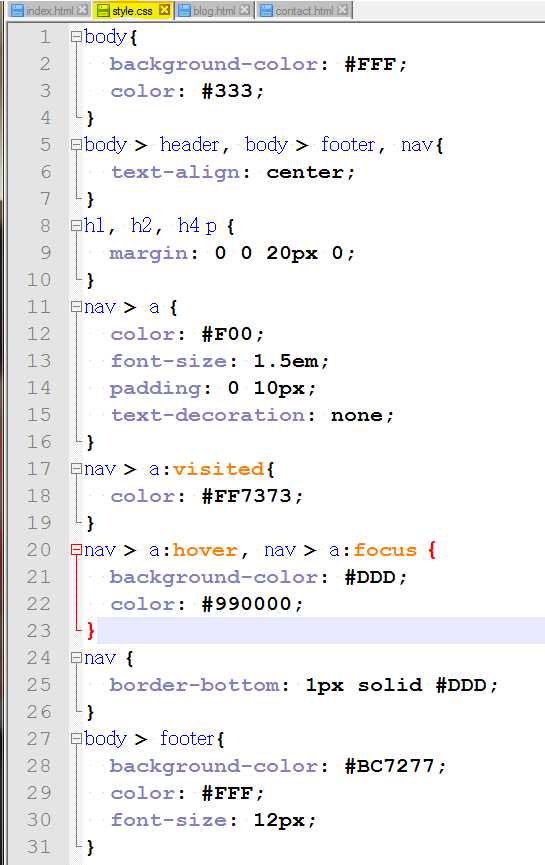 index.html style.css blog.html contact.html
1 body{
2 background-color: #FFF;
3 color: #333;
4 }
5 body > header, body > footer, nav{
6 text-align: center;
7 }
8 h1, h2, h4 p {
9 margin: 0 0 20px 0;
10 }
11 nav > a {
12 color: #F00;
13 font-size: 1.5em;
14 padding: 0 10px;
15 text-decoration: none;
16 }
17 nav > a:visited{
18 color: #FF7373;
19 }
20 nav > a:hover, nav > a:focus {
21 background-color: #DDD;
22 color: #990000;
23 }
24 nav {
25 border-bottom: 1px solid #DDD;
26 }
27 body > footer{
28 background-color: #BC7277;
29 color: #FFF;
30 font-size: 12px;
31 }